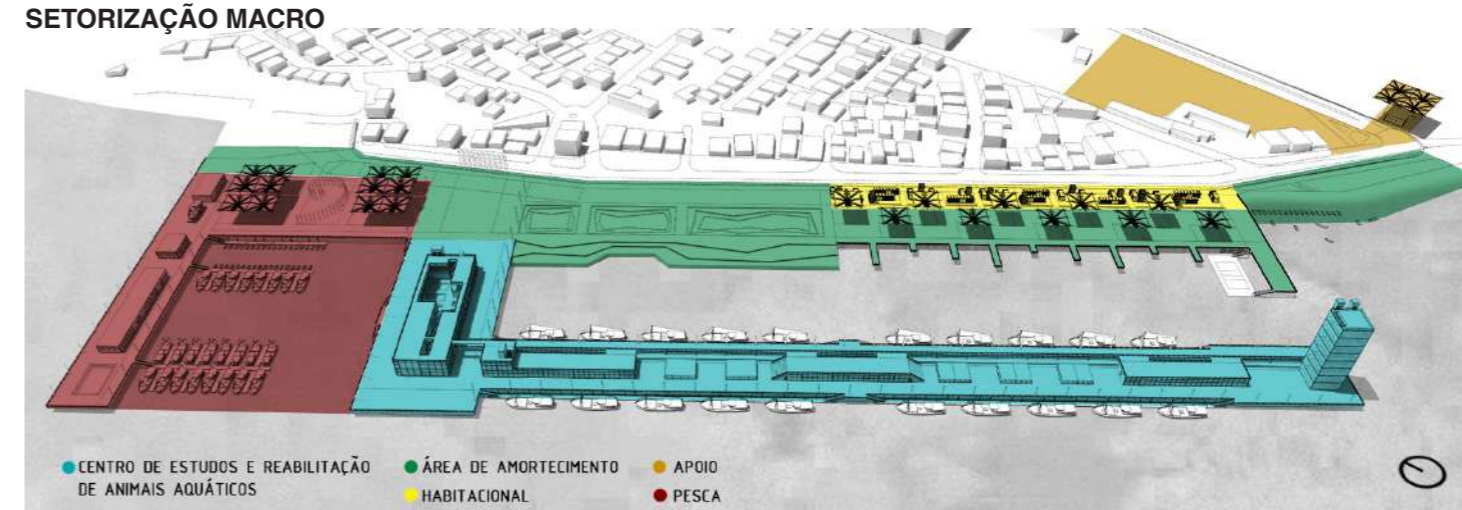 SETORIZAÇÃO MACRO
CENTRO DE ESTUDOS E REABILITAÇÃO
DE ANIMAIS AQUÁTICOS
ÁREA DE AMORTECIMENTO
HABITACIONAL
APOIO
PESCA